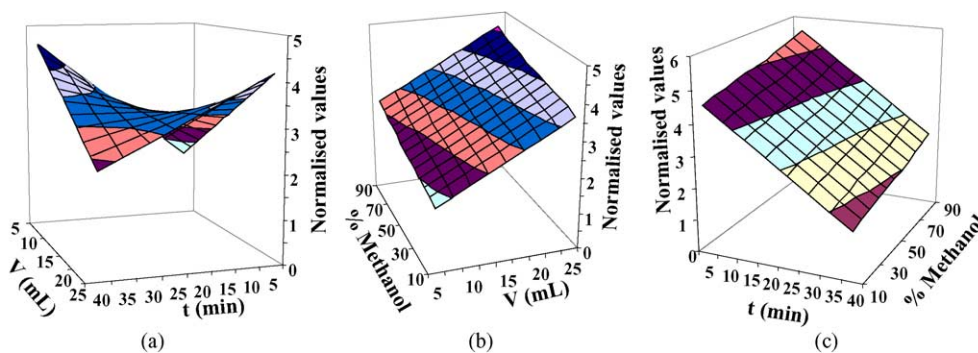 5
4
3
2
1
0
Normalised values
5
10
15
20
25
V (mL)
40 35 30 25 20 15 10 5
t (min)
(a)
5
4
3
2
1
0
Normalised values
90
70
50
30
10
% Methanol
5 10 15 20 25
V (mL)
(b)
6
5
4
3
2
1
0
Normalised values
5 10 15 20 25 30 35 40
t (min)
90
70
50
30
10
% Methanol
(c)